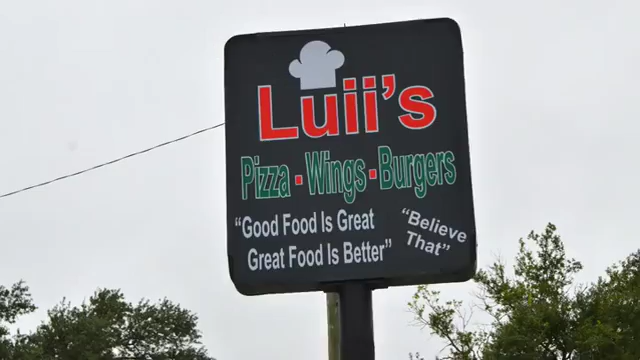 Luii's
Pizza · Wings · Burgers
“Good Food Is Great
Great Food Is Better”
“Believe
That”